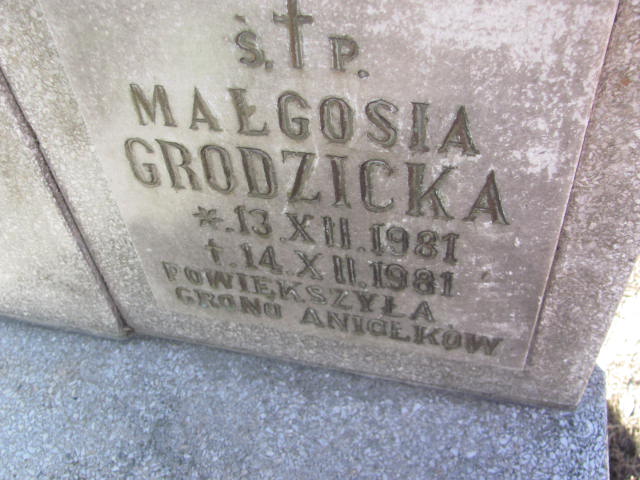 Ś. † P.
MAŁGOSIA
GRODZICKA
*.13.XII.1981
†.14.XII.1981
POWIĘKSZYŁA
GRONO ANIOŁKÓW